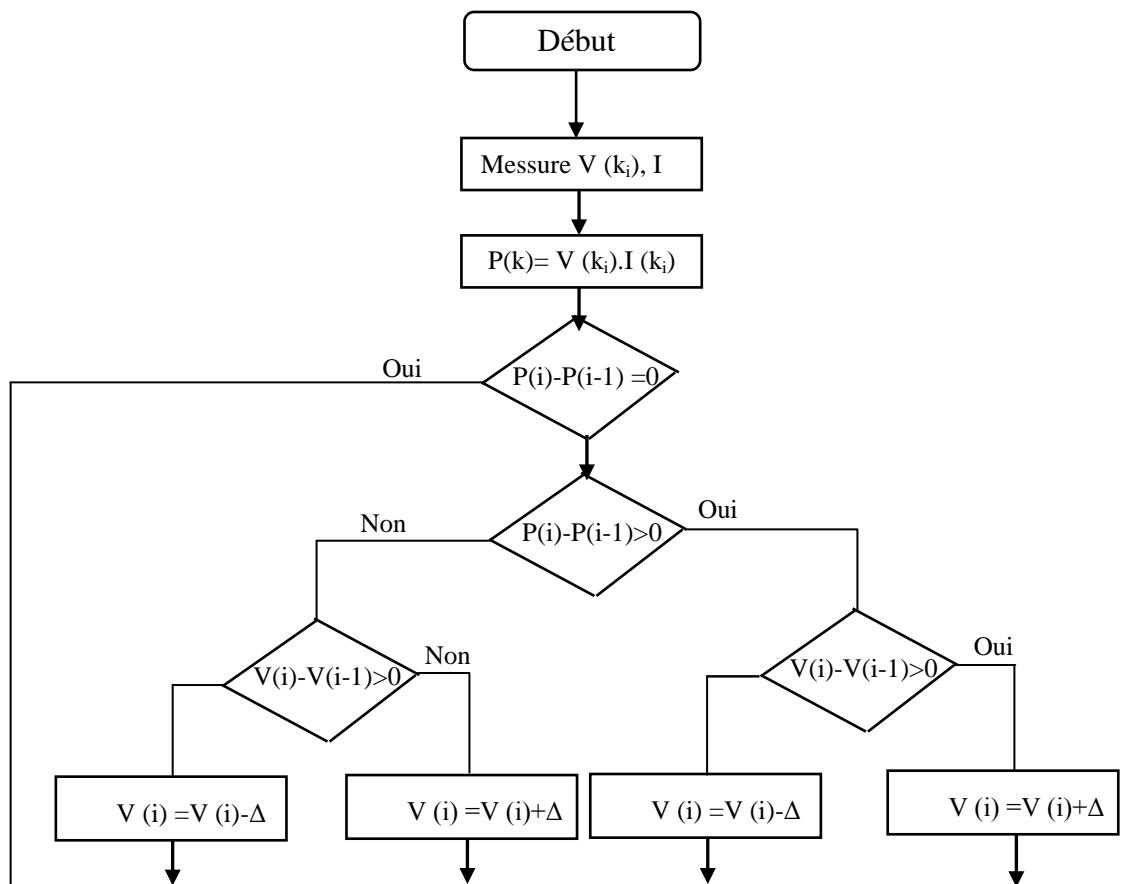 Début
Messure V (kᵢ), I
P(k)= V (kᵢ).I (kᵢ)
Oui
P(i)-P(i-1) =0
Non
P(i)-P(i-1)>0
Oui
V(i)-V(i-1)>0
Non
V(i)-V(i-1)>0
Oui
V (i) =V (i)-Δ
V (i) =V (i)+Δ
V (i) =V (i)-Δ
V (i) =V (i)+Δ